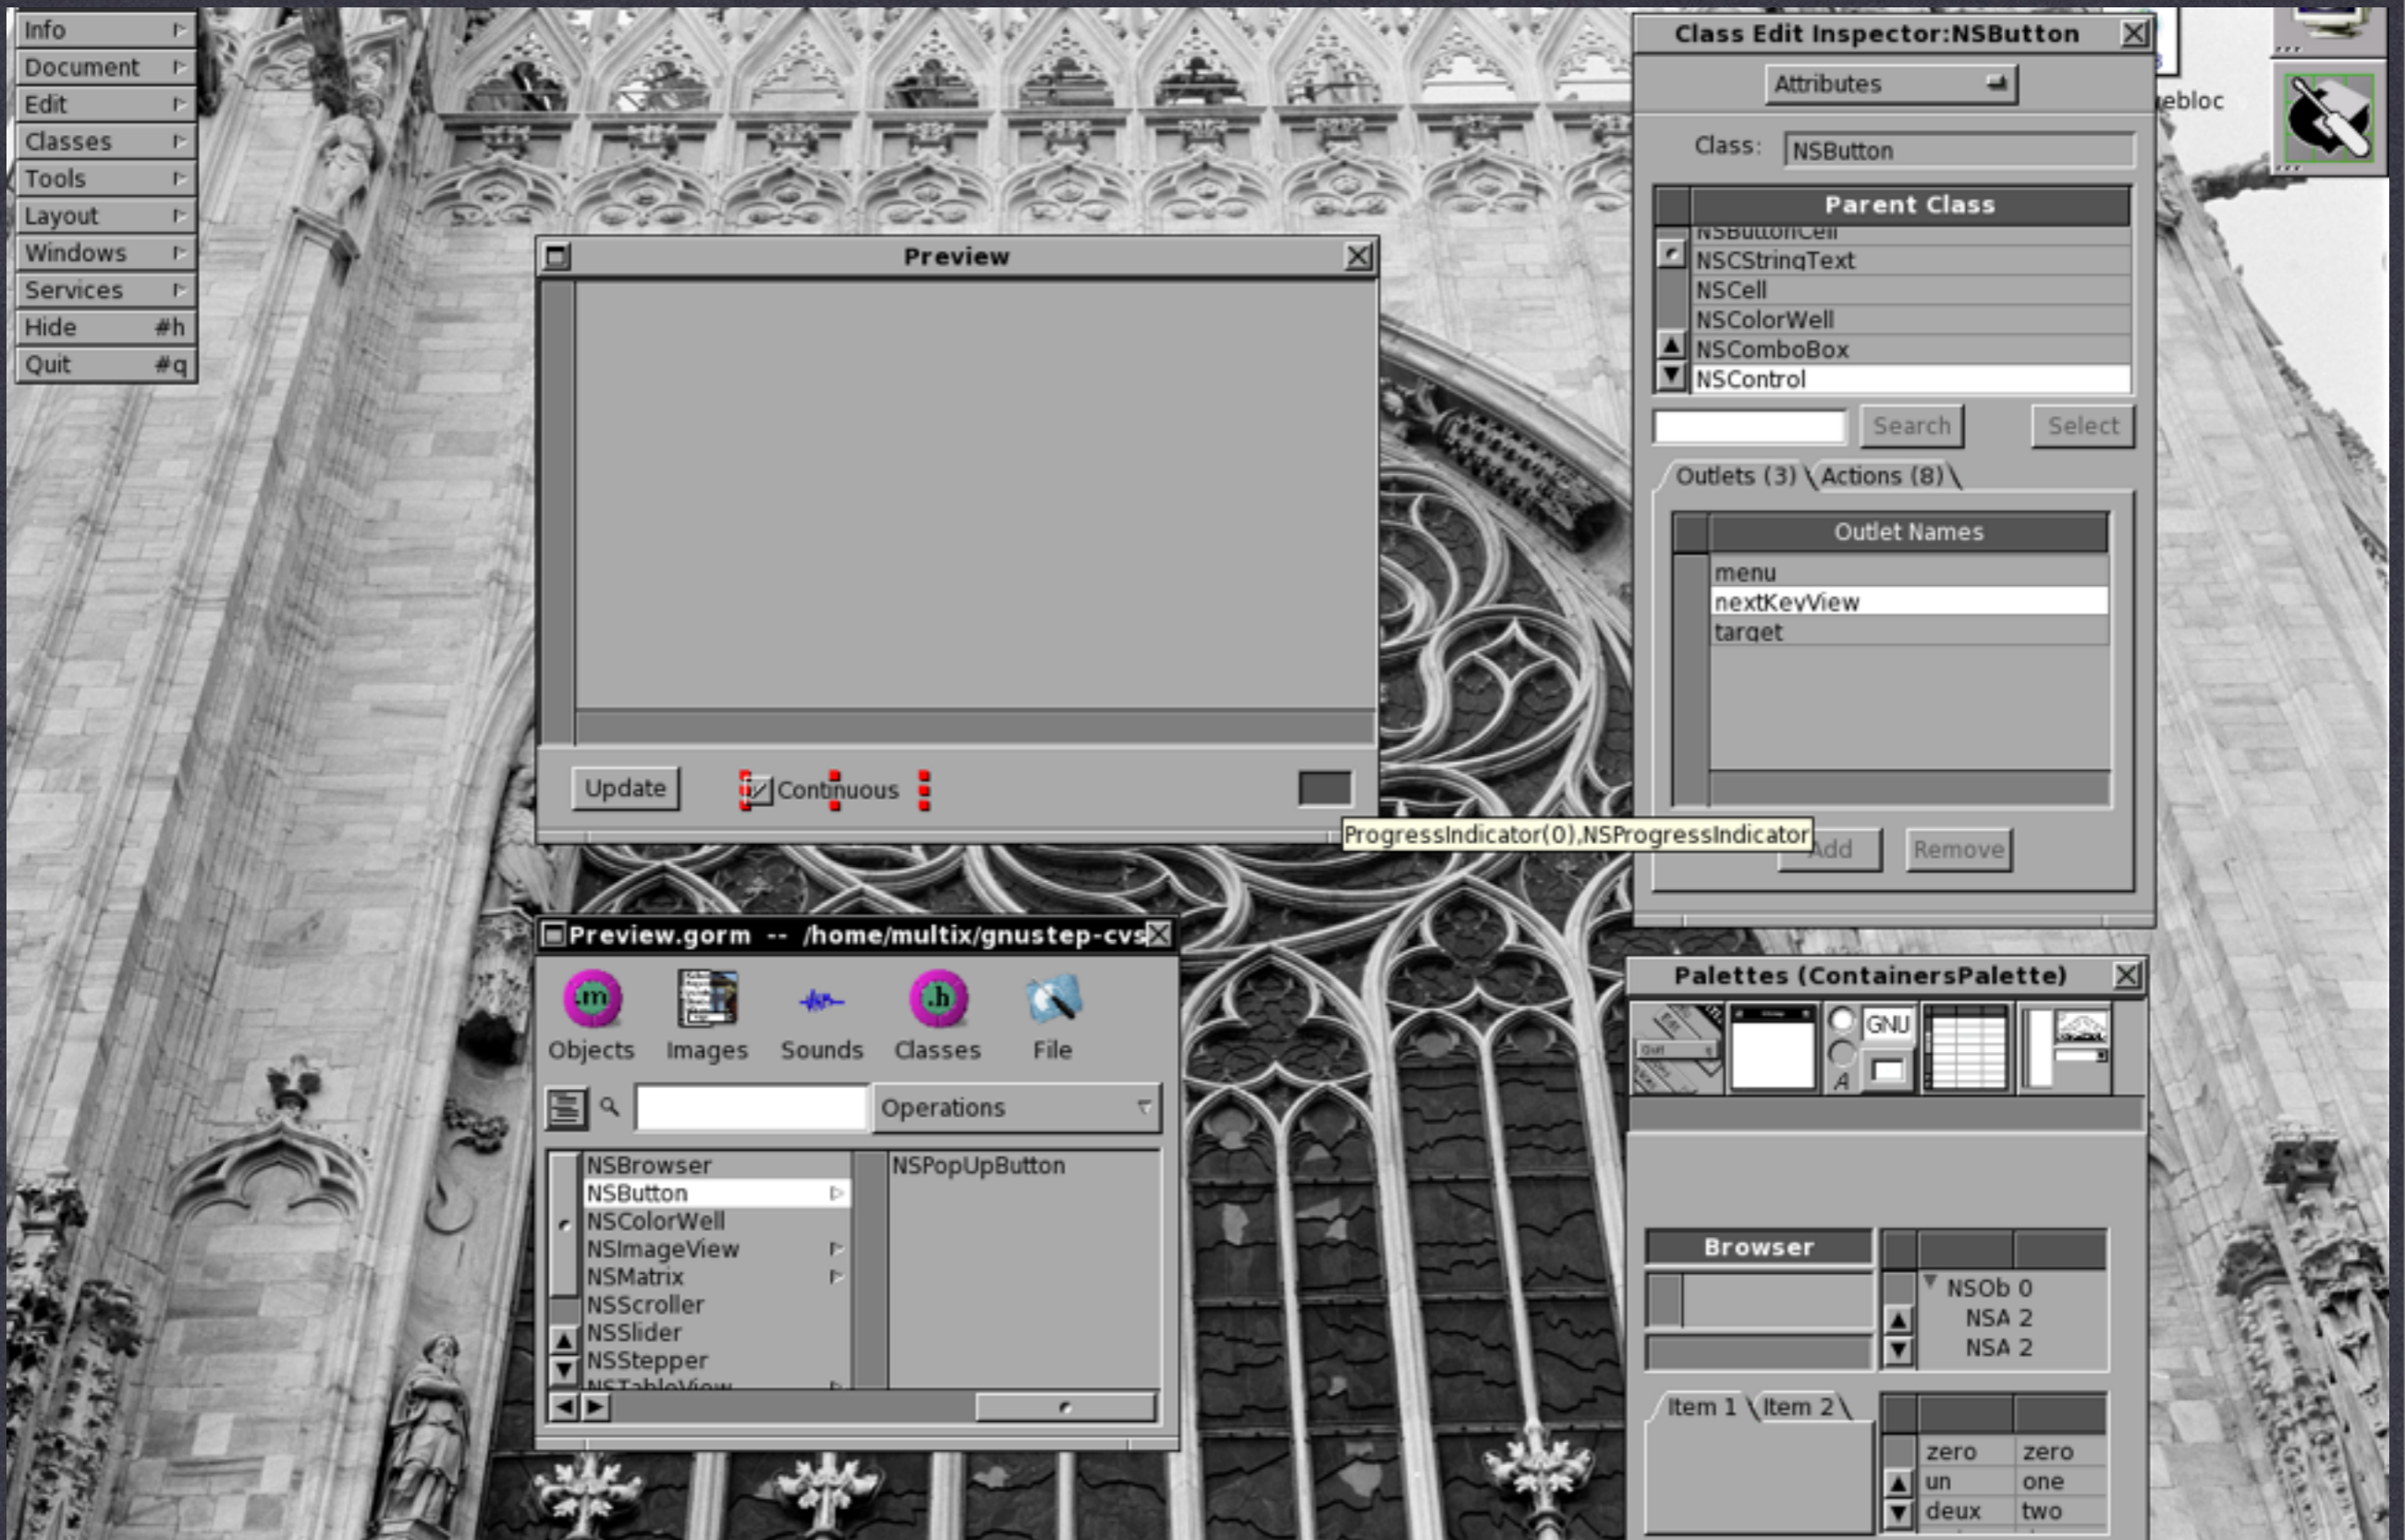 Info
Document
Edit
Classes
Tools
Layout
Windows
Services
Hide #h
Quit #q
Preview
Update
Continuous
ProgressIndicator(0),NSProgressIndicator
Class Edit Inspector:NSButton
Attributes
Class: NSButton
Parent Class
NSButtonCell
NSCStringText
NSCell
NSColorWell
NSComboBox
NSControl
Search Select
Outlets (3) Actions (8)
Outlet Names
menu
nextKeyView
target
Add Remove
Preview.gorm -- /home/multix/gnustep-cvs
.m .h
Objects Images Sounds Classes File
Operations
NSBrowser NSPopUpButton
NSButton
NSColorWell
NSImageView
NSMatrix
NSScroller
NSSlider
NSStepper
NSTableView
Palettes (ContainersPalette)
GNU
A
Browser
NSOb 0
NSA 2
NSA 2
Item 1 Item 2
zero zero
un one
deux two